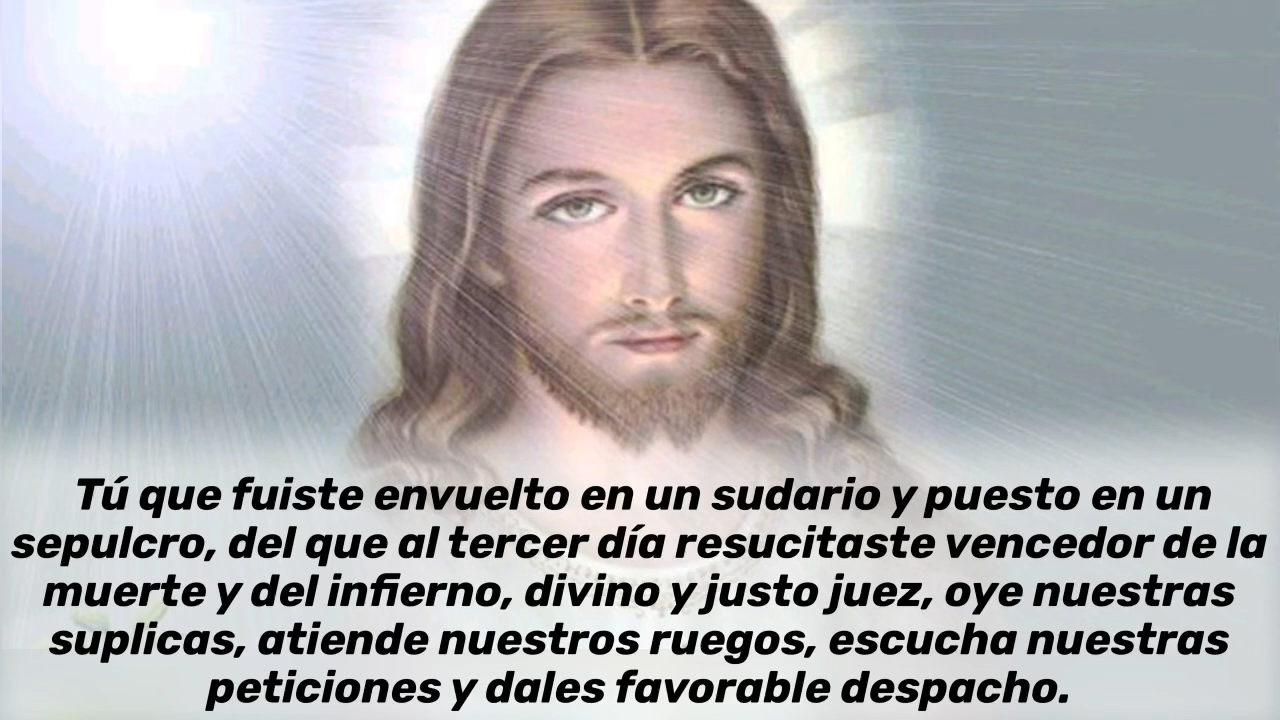 Tú que fuiste envuelto en un sudario y puesto en un
sepulcro, del que al tercer día resucitaste vencedor de la
muerte y del infierno, divino y justo juez, oye nuestras
suplicas, atiende nuestros ruegos, escucha nuestras
peticiones y dales favorable despacho.